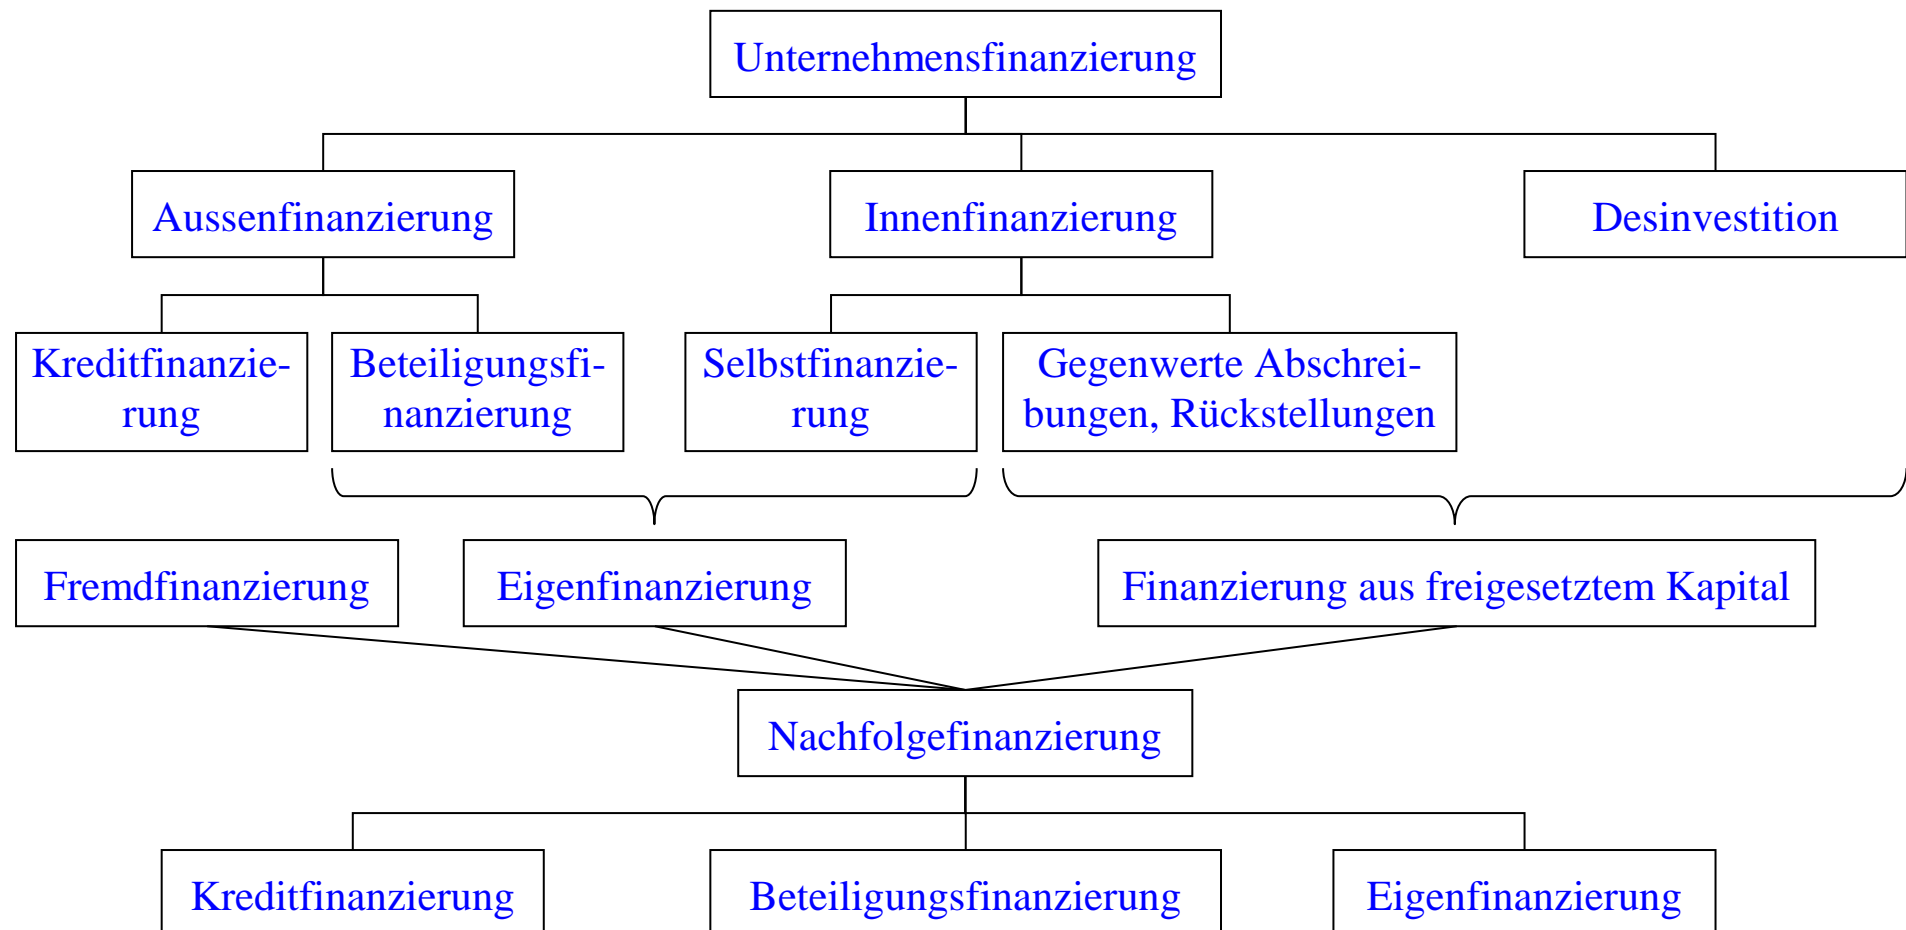 Unternehmensfinanzierung
Aussenfinanzierung
Innenfinanzierung
Desinvestition
Kreditfinanzie-
rung
Beteiligungsfi-
nanzierung
Selbstfinanzie-
rung
Gegenwerte Abschrei-
bungen, Rückstellungen
Fremdfinanzierung
Eigenfinanzierung
Finanzierung aus freigesetztem Kapital
Nachfolgefinanzierung
Kreditfinanzierung
Beteiligungsfinanzierung
Eigenfinanzierung